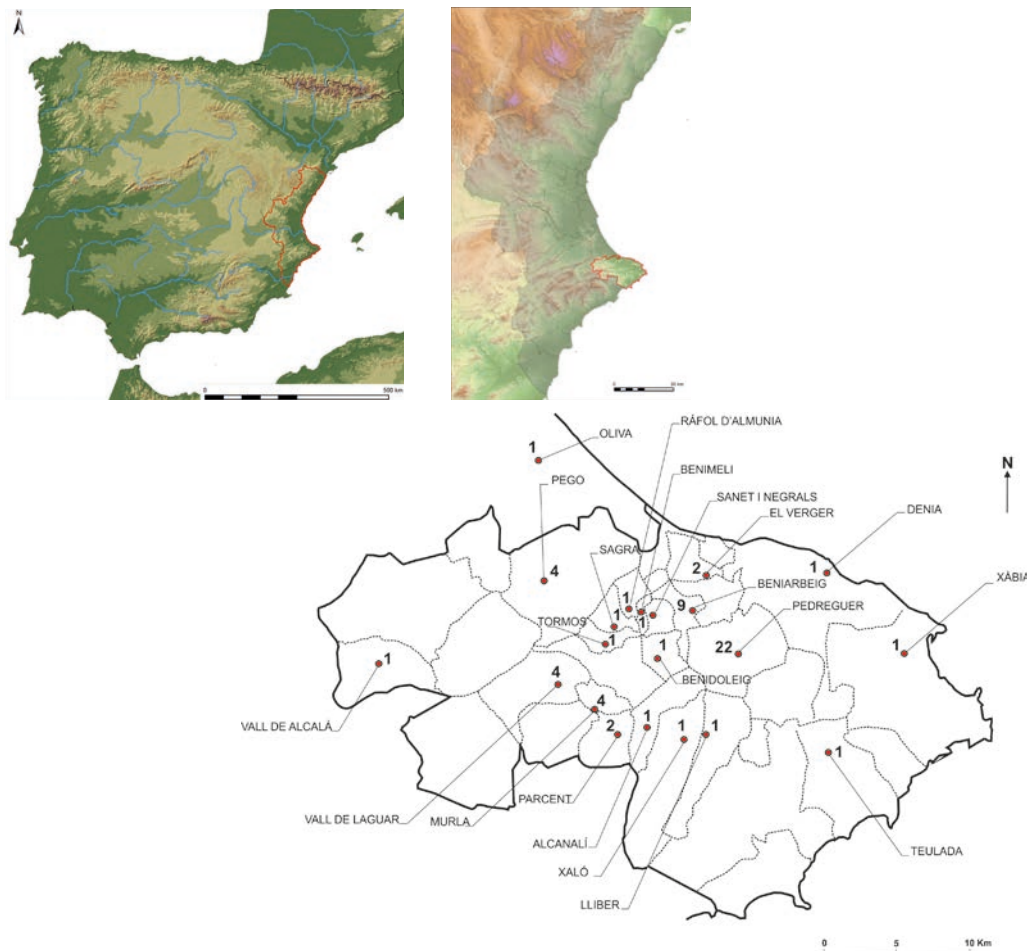 N
0
500 km
0
RÁFOL D'ALMUNIA
OLIVA
1
BENIMELI
N
PEGO
SANET I NEGRALS
EL VERGER
DENIA
SAGRA
4
2
1
XÀBIA
BENIARBEIG
1
9
PEDREGUER
1
1
TORMOS
1
1
22
1
1
BENIDOLEIG
4
VALL DE ALCALÁ
4
2
1
1
1
1
PARCENT
VALL DE LAGUAR
MURLA
ALCANALÍ
TEULADA
XALÓ
LLIBER
0 5 10 Km